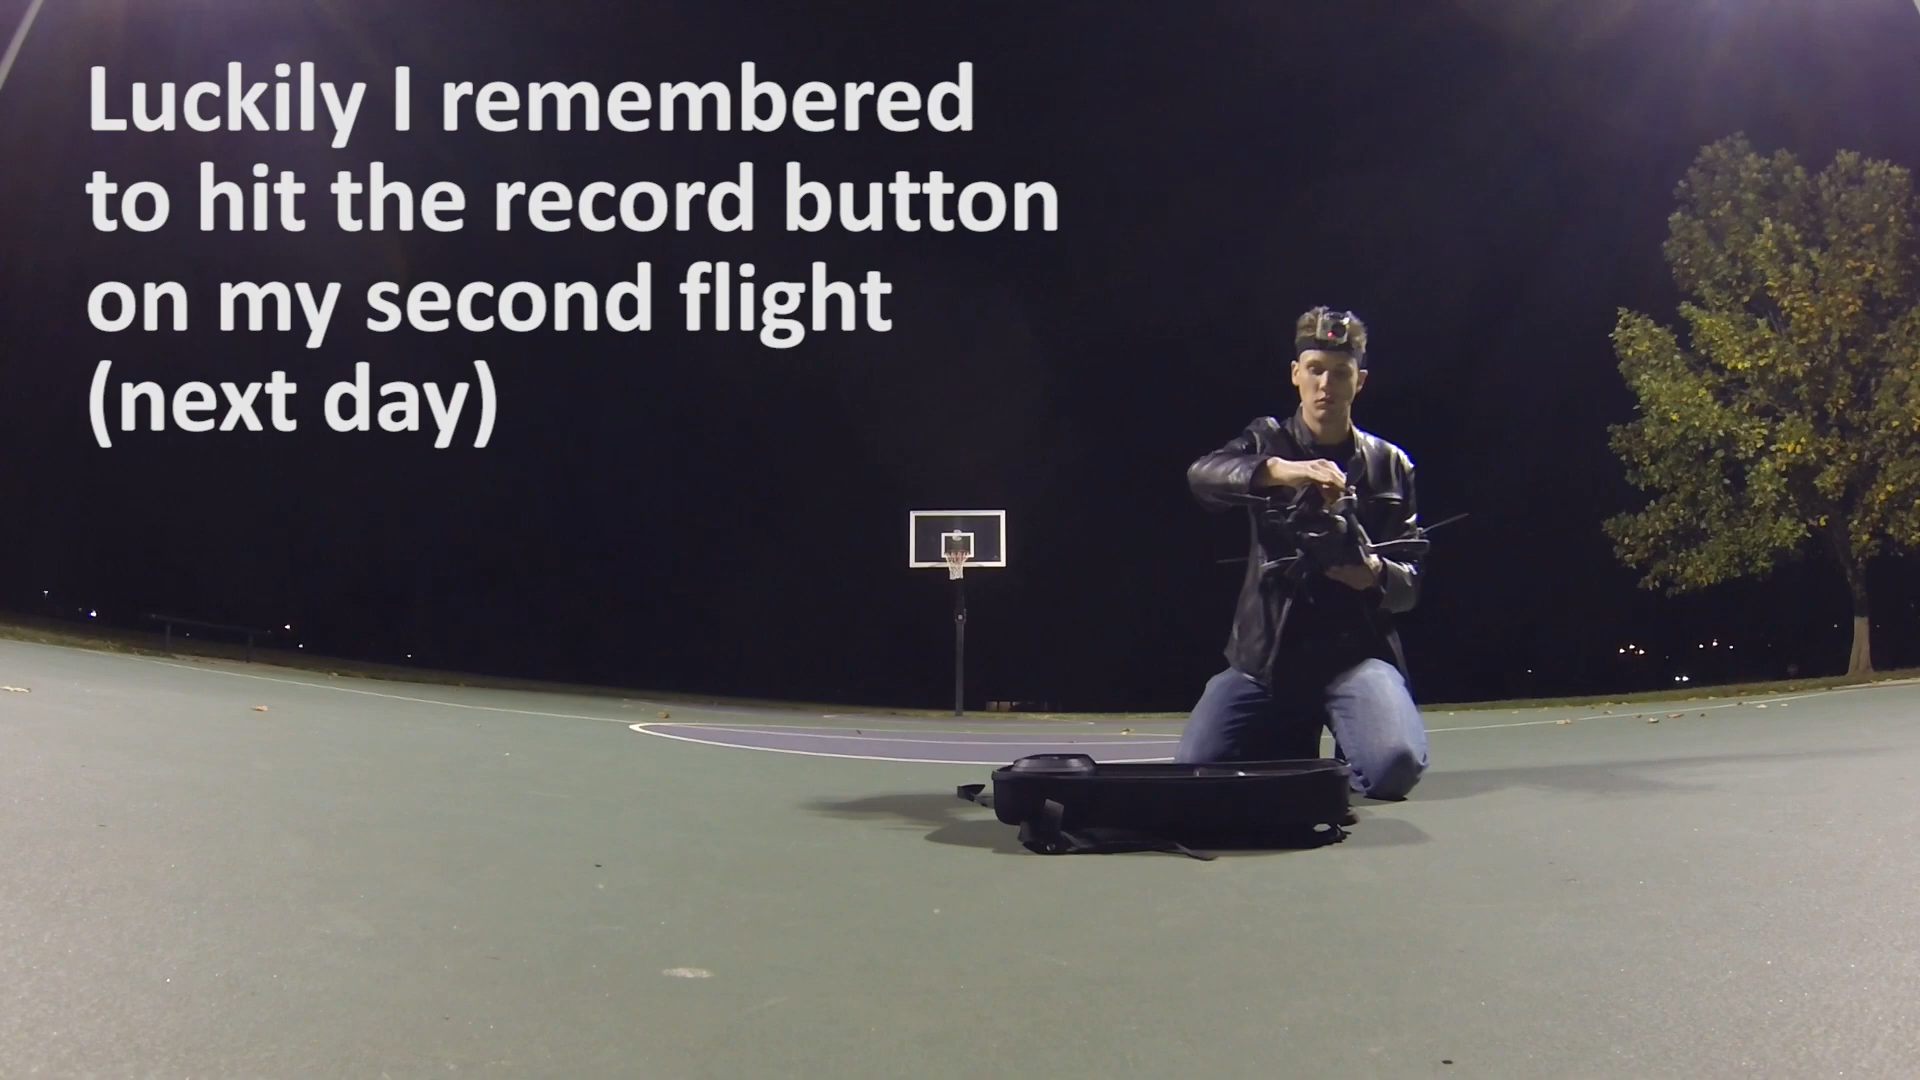 Luckily I remembered
to hit the record button
on my second flight
(next day)